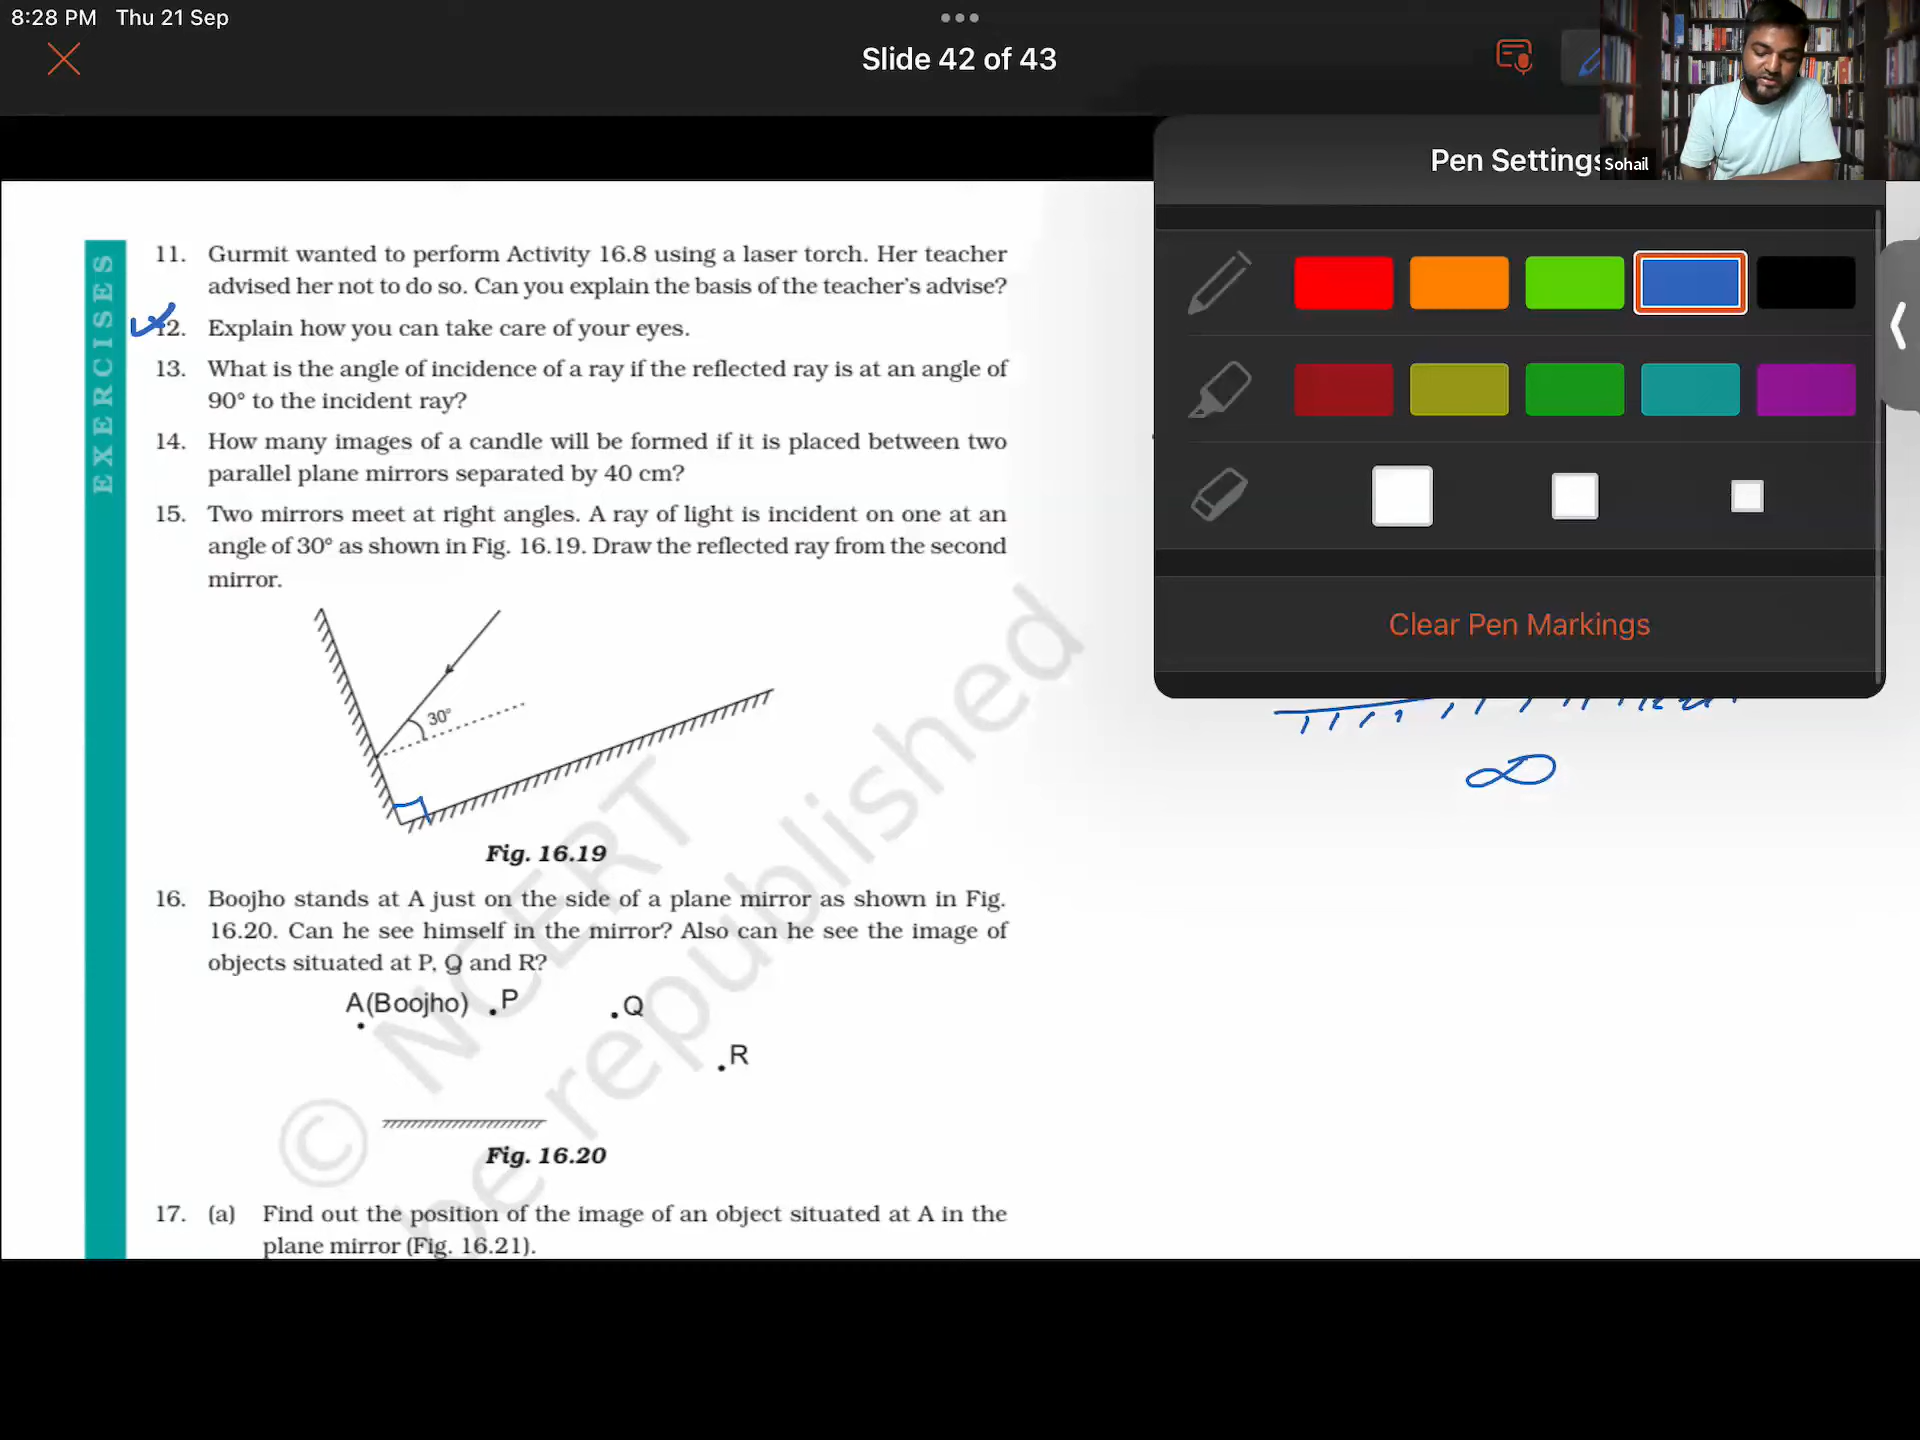 8:28 PM Thu 21 Sep
Slide 42 of 43
Pen Settings
Sohail
Clear Pen Markings
EXERCISES
11. Gurmit wanted to perform Activity 16.8 using a laser torch. Her teacher
advised her not to do so. Can you explain the basis of the teacher's advise?
12. Explain how you can take care of your eyes.
13. What is the angle of incidence of a ray if the reflected ray is at an angle of
90° to the incident ray?
14. How many images of a candle will be formed if it is placed between two
parallel plane mirrors separated by 40 cm?
15. Two mirrors meet at right angles. A ray of light is incident on one at an
angle of 30° as shown in Fig. 16.19. Draw the reflected ray from the second
mirror.
30°
Fig. 16.19
∞
16. Boojho stands at A just on the side of a plane mirror as shown in Fig.
16.20. Can he see himself in the mirror? Also can he see the image of
objects situated at P, Q and R?
A(Boojho) P Q
R
Fig. 16.20
17. (a) Find out the position of the image of an object situated at A in the
plane mirror (Fig. 16.21).
© NCERT
be republished